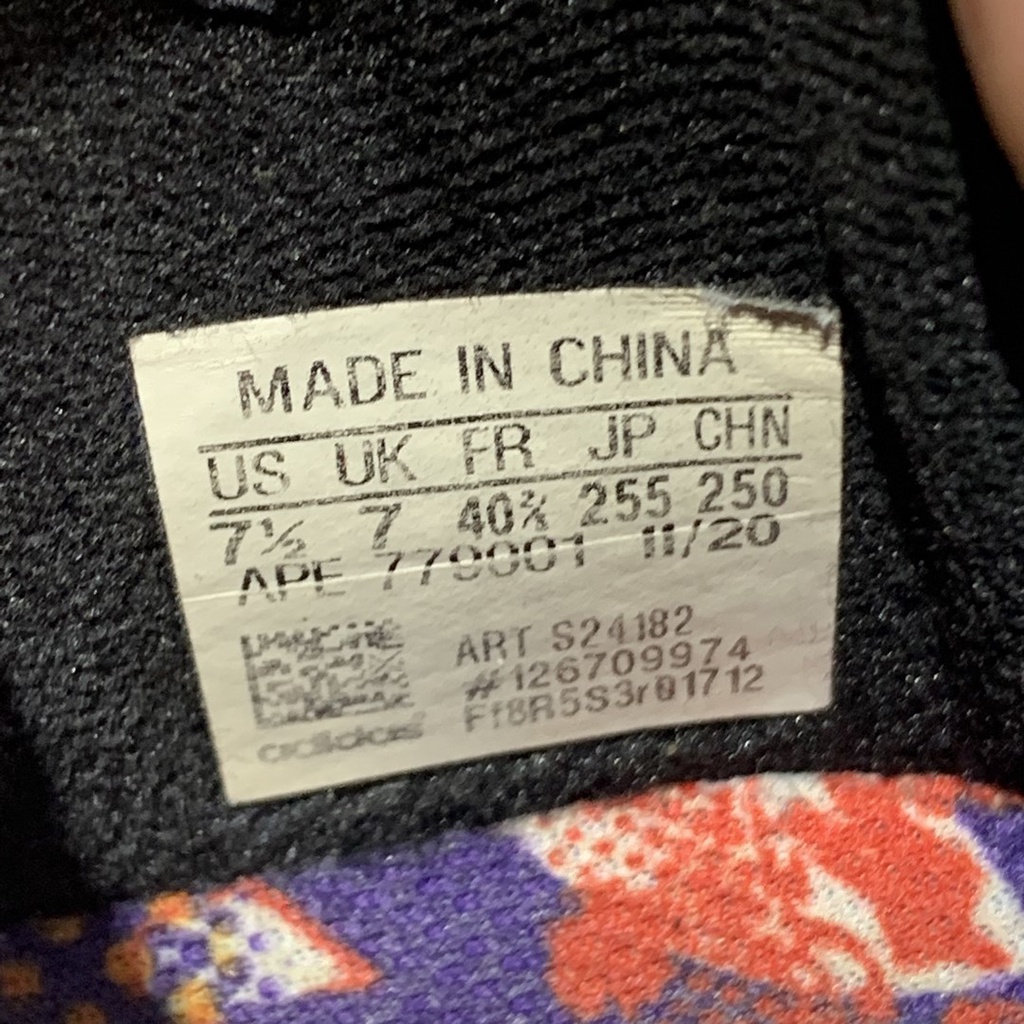 MADE IN CHINA
US UK FR JP CHN
7½ 7 40⅔ 255 250
APE 779001 11/20
ART S24182
#126709974
Ff8R5S3r01712
adidas